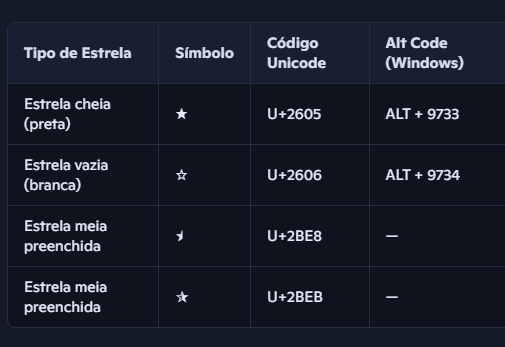 Tipo de Estrela
Símbolo
Código
Unicode
Alt Code
(Windows)
Estrela cheia
(preta)
★
U+2605
ALT + 9733
Estrela vazia
(branca)
☆
U+2606
ALT + 9734
Estrela meia
preenchida
⯨
U+2BE8
—
Estrela meia
preenchida
⯫
U+2BEB
—